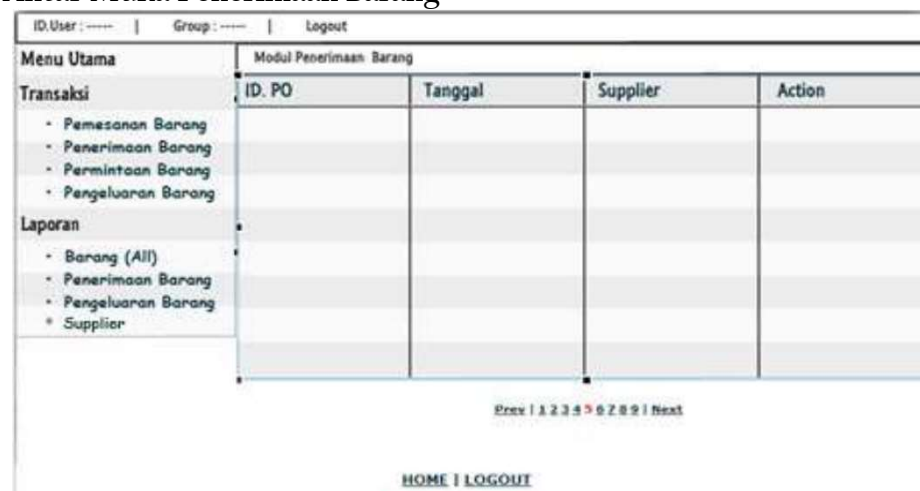 ID.User : ----- | Group : ----- | Logout
Menu Utama
Modul Penerimaan Barang
Transaksi
ID. PO Tanggal Supplier Action
• Pemesanan Barang
• Penerimaan Barang
• Permintaan Barang
• Pengeluaran Barang
Laporan
• Barang (All)
• Penerimaan Barang
• Pengeluaran Barang
• Supplier
Prev | 1 2 3 4 5 6 7 8 9 | Next
HOME | LOGOUT